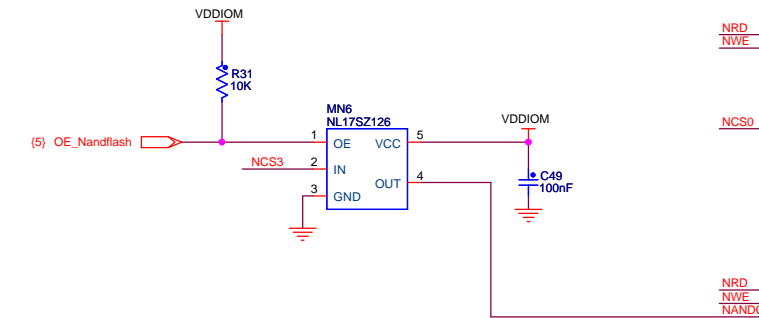 VDDIOM
NRD
NWE
R31
10K
MN6
NL17SZ126
VDDIOM
NCS0
{5} OE_Nandflash
1
OE
VCC
5
NCS3
2
IN
OUT
4
C49
100nF
3
GND
NRD
NWE